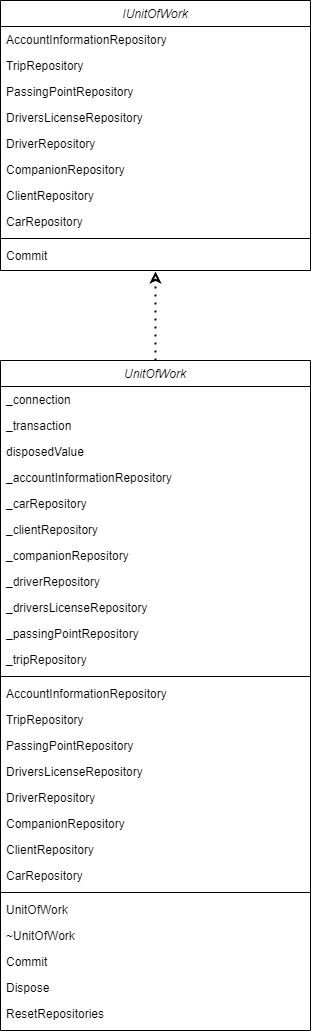 IUnitOfWork
AccountInformationRepository
TripRepository
PassingPointRepository
DriversLicenseRepository
DriverRepository
CompanionRepository
ClientRepository
CarRepository
Commit
UnitOfWork
_connection
_transaction
disposedValue
_accountInformationRepository
_carRepository
_clientRepository
_companionRepository
_driverRepository
_driversLicenseRepository
_passingPointRepository
_tripRepository
AccountInformationRepository
TripRepository
PassingPointRepository
DriversLicenseRepository
DriverRepository
CompanionRepository
ClientRepository
CarRepository
UnitOfWork
~UnitOfWork
Commit
Dispose
ResetRepositories